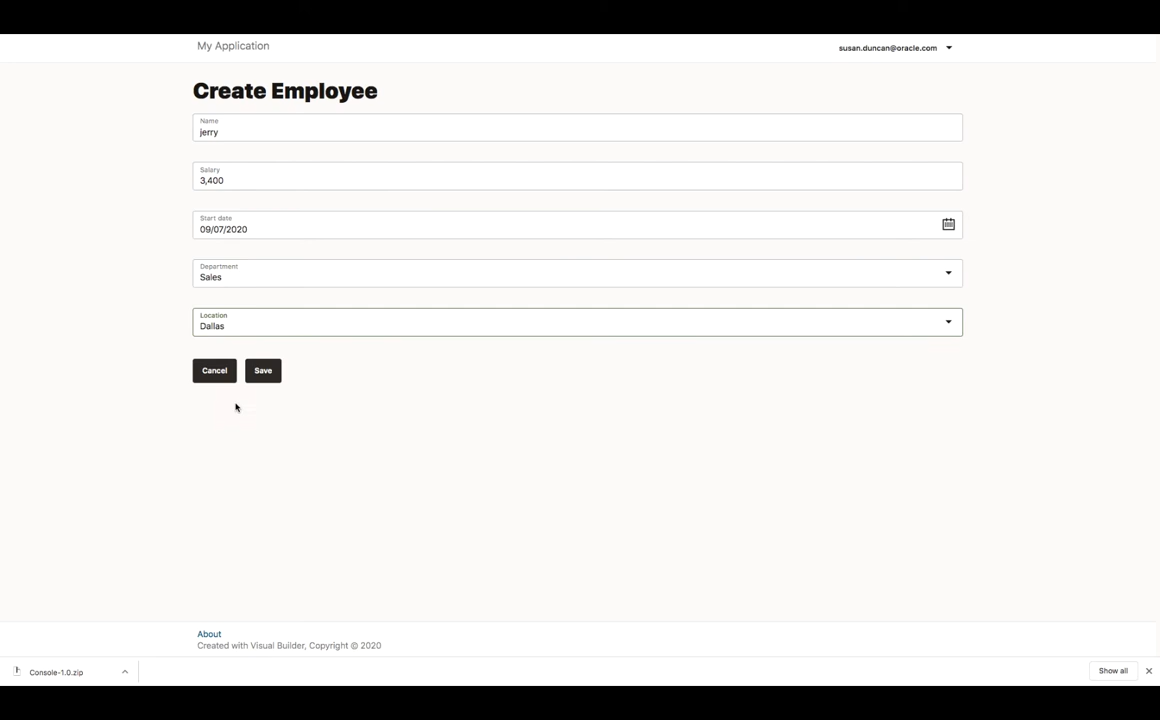 My Application
susan.duncan@oracle.com
Create Employee
Name
jerry
Salary
3,400
Start date
09/07/2020
Department
Sales
Location
Dallas
Cancel Save
About
Created with Visual Builder, Copyright © 2020
Console-1.0.zip
Show all